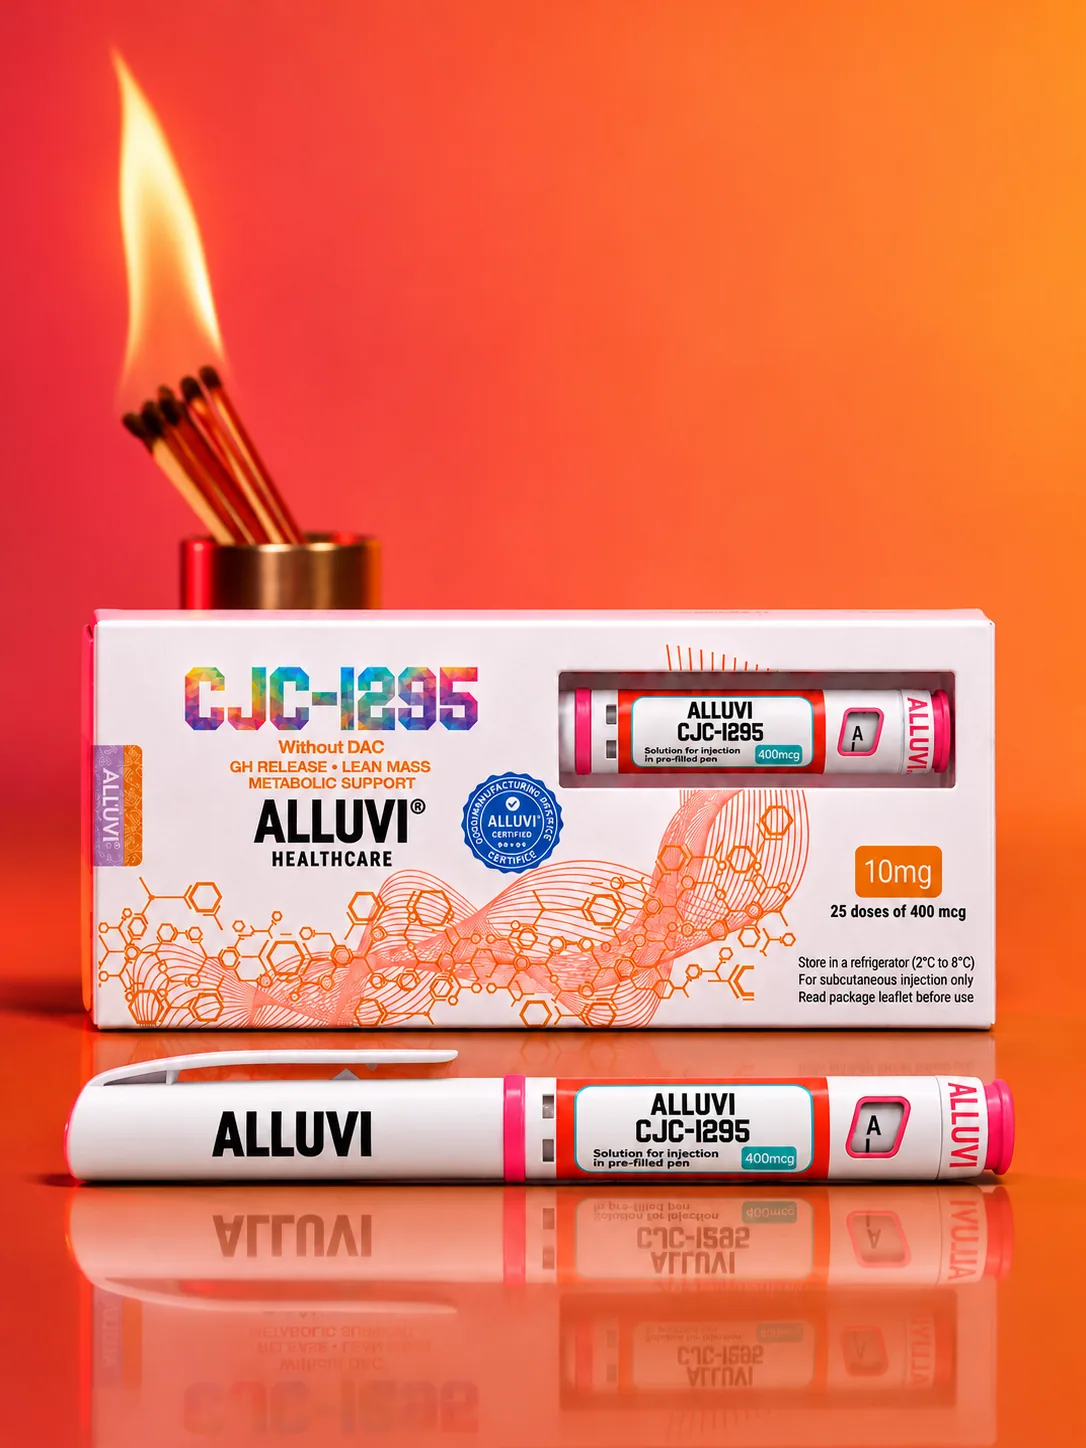 CJC-1295
Without DAC
GH RELEASE • LEAN MASS
METABOLIC SUPPORT
ALLUVI®
HEALTHCARE
ALLUVI®
ALLUVI
CERTIFIED
ALLUVI
CJC-1295
Solution for injection
in pre-filled pen
400mcg
A
ALLUVI
10mg
25 doses of 400 mcg
Store in a refrigerator (2°C to 8°C)
For subcutaneous injection only
Read package leaflet before use
ALLUVI
ALLUVI
CJC-1295
Solution for injection
in pre-filled pen
400mcg
A
ALLUVI